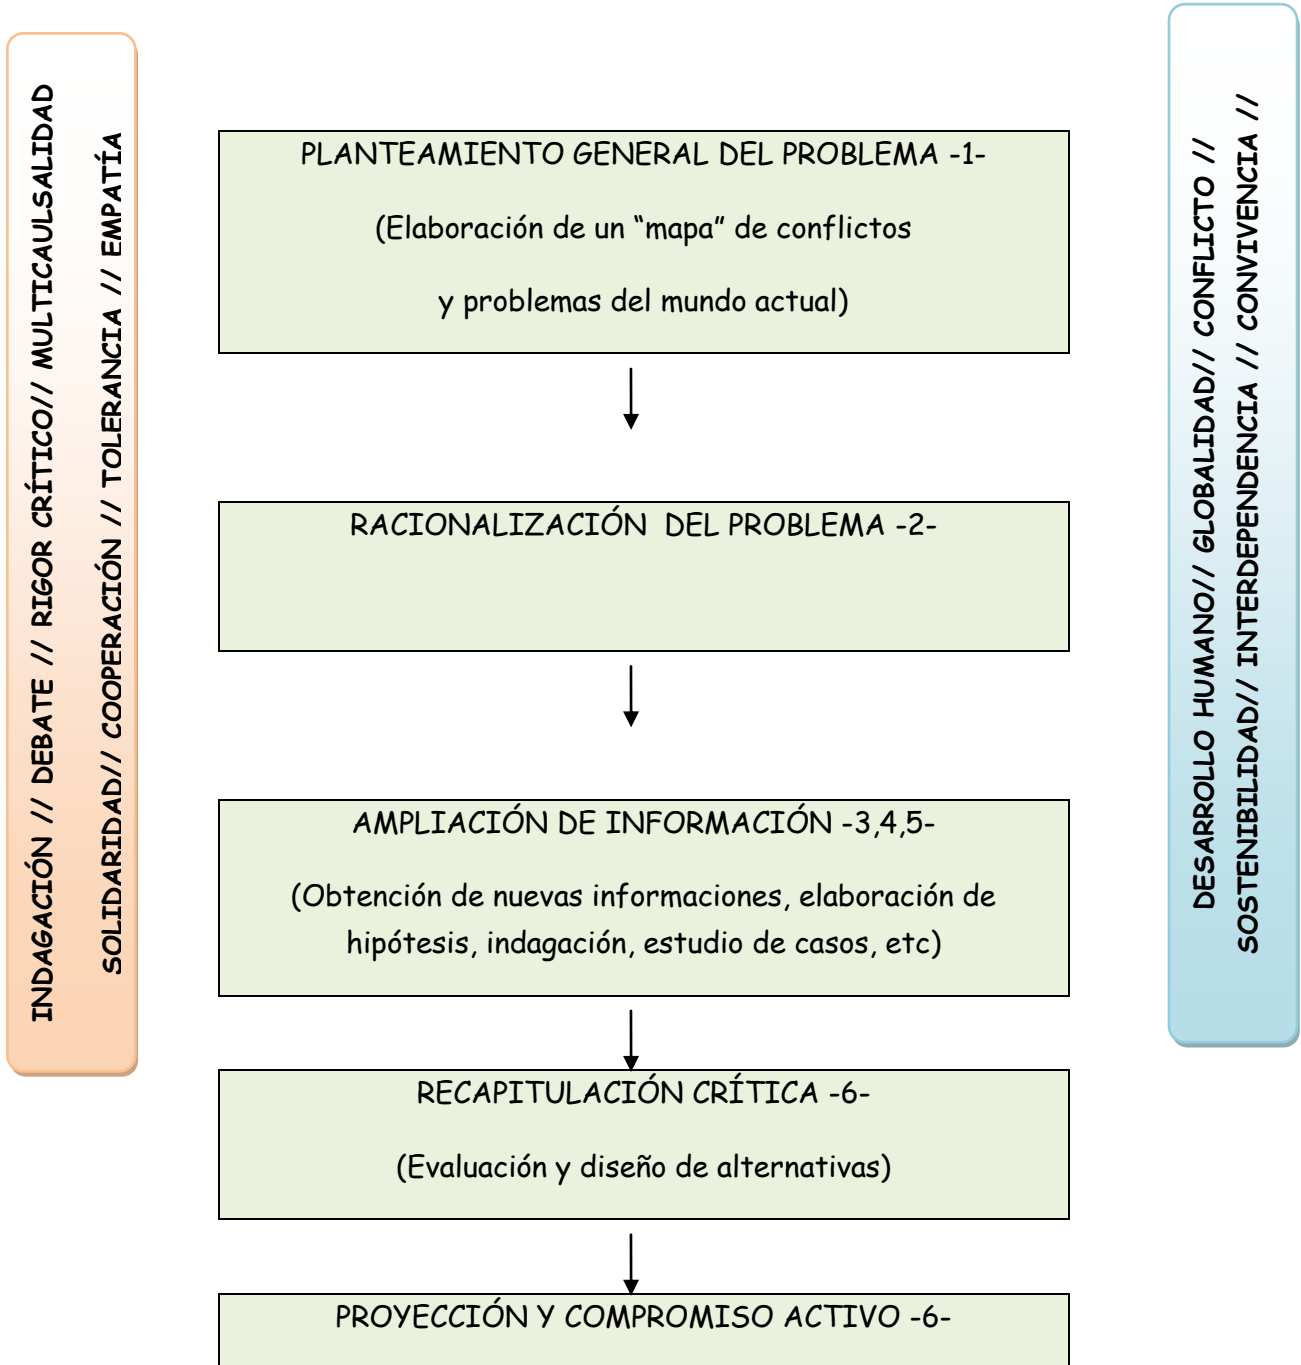 INDAGACIÓN // DEBATE // RIGOR CRÍTICO// MULTICAULSALIDAD
SOLIDARIDAD// COOPERACIÓN // TOLERANCIA // EMPATÍA
PLANTEAMIENTO GENERAL DEL PROBLEMA -1-
(Elaboración de un “mapa” de conflictos
y problemas del mundo actual)
RACIONALIZACIÓN DEL PROBLEMA -2-
AMPLIACIÓN DE INFORMACIÓN -3,4,5-
(Obtención de nuevas informaciones, elaboración de
hipótesis, indagación, estudio de casos, etc)
RECAPITULACIÓN CRÍTICA -6-
(Evaluación y diseño de alternativas)
PROYECCIÓN Y COMPROMISO ACTIVO -6-
DESARROLLO HUMANO// GLOBALIDAD// CONFLICTO //
SOSTENIBILIDAD// INTERDEPENDENCIA // CONVIVENCIA //